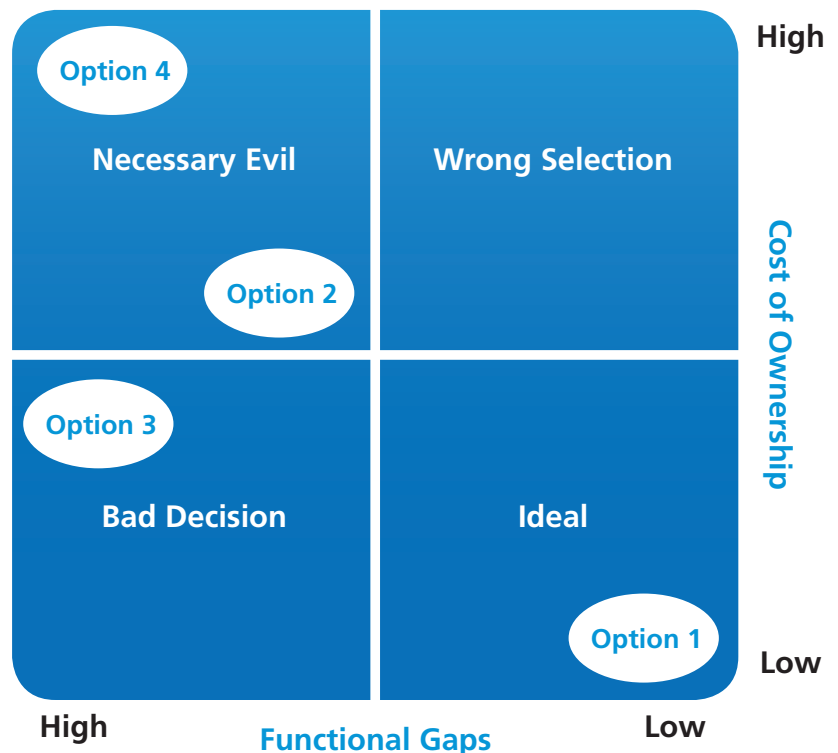 High
Option 4
Necessary Evil
Wrong Selection
Option 2
Cost of Ownership
Option 3
Bad Decision
Ideal
Option 1
Low
High
Low
Functional Gaps